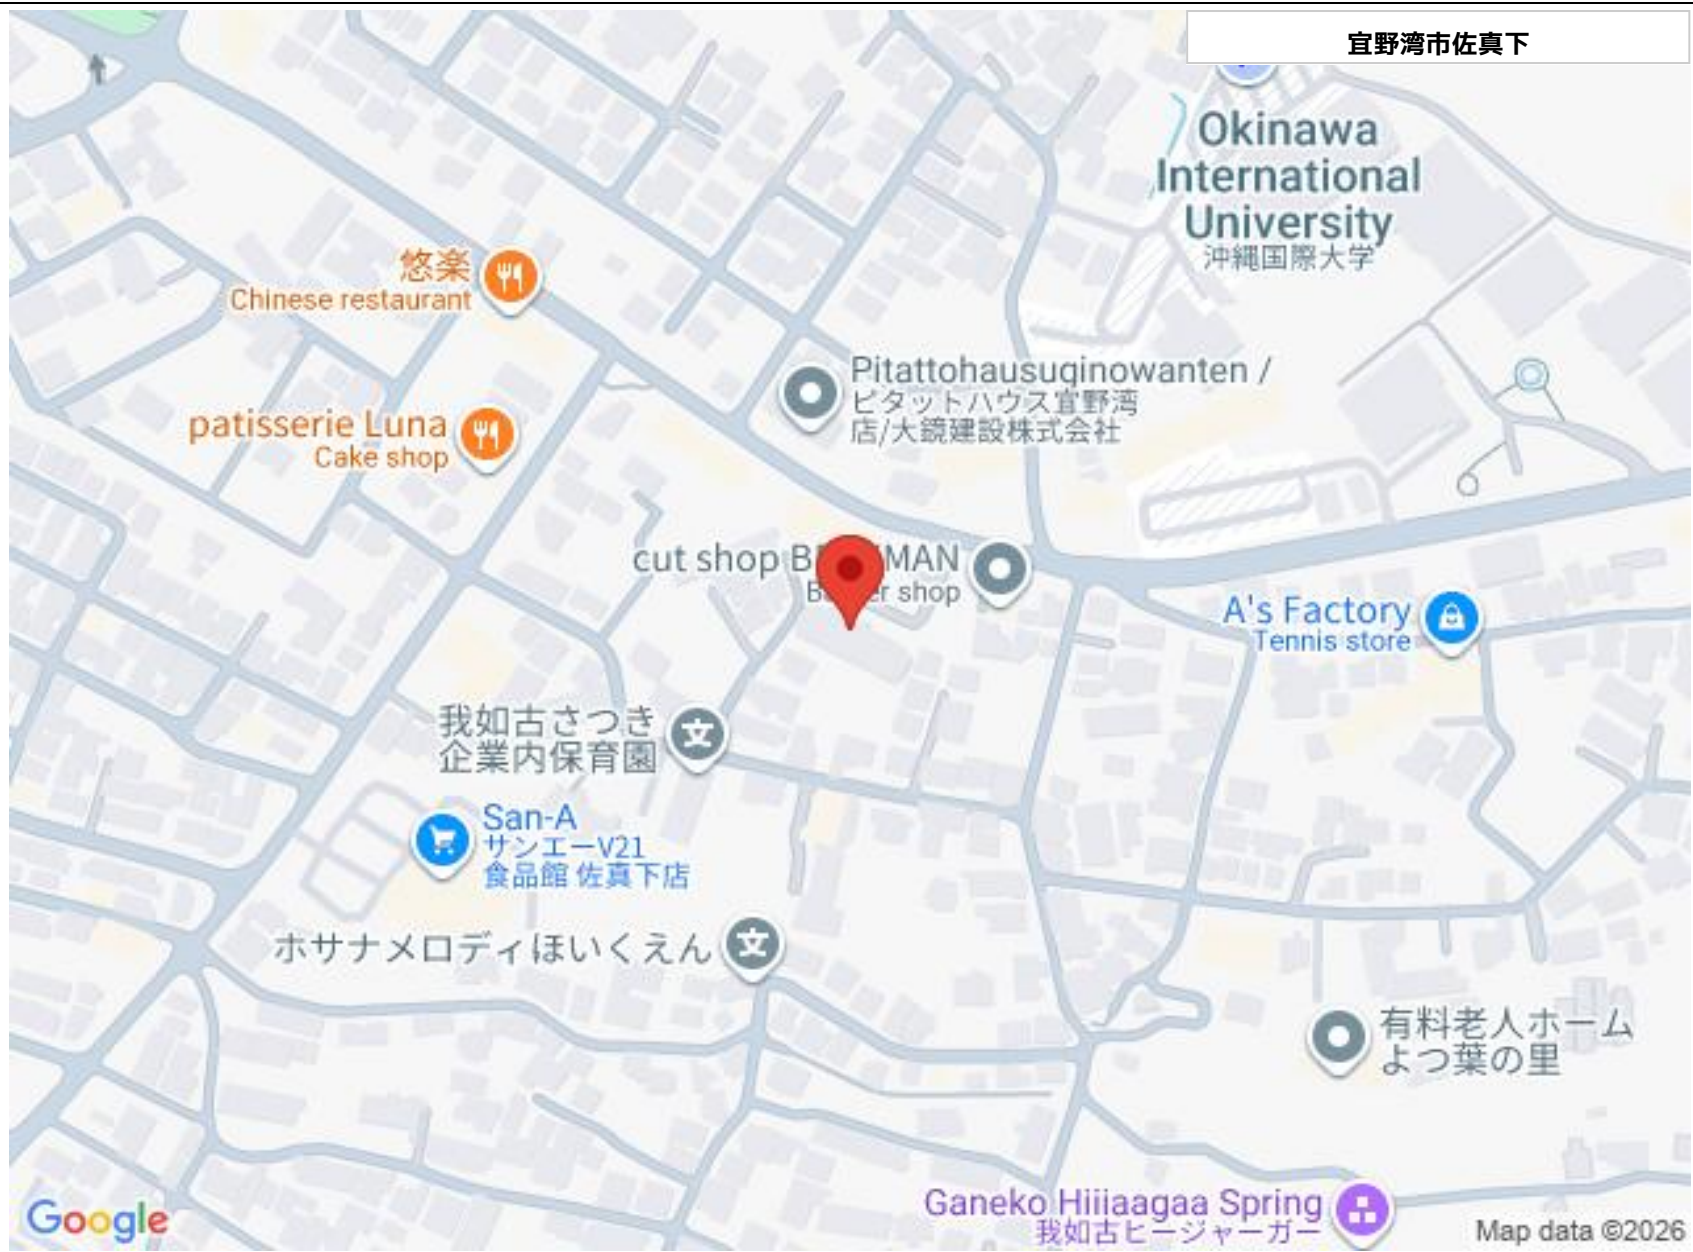 宜野湾市佐真下
Okinawa
International
University
沖縄国際大学
悠楽
Chinese restaurant
Pitattohausuginowanten /
ピタットハウス宜野湾
店/大鏡建設株式会社
patisserie Luna
Cake shop
cut shop
MAN
shop
A's Factory
Tennis store
我如古さつき
企業内保育園
San-A
サンエーV21
食品館 佐真下店
ホサナメロディほいくえん
有料老人ホーム
よつ葉の里
Ganeko Hiiiaagaa Spring
我如古ヒージャーガー
Google
Map data ©2026